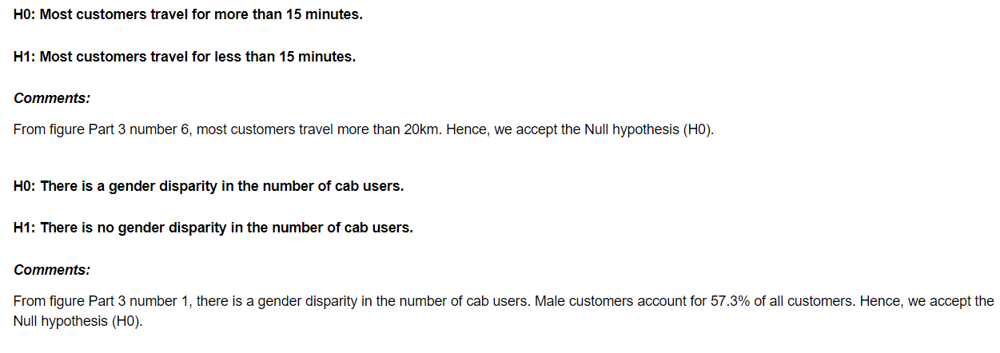 H0: Most customers travel for more than 15 minutes.
H1: Most customers travel for less than 15 minutes.
Comments:
From figure Part 3 number 6, most customers travel more than 20km. Hence, we accept the Null hypothesis (H0).
H0: There is a gender disparity in the number of cab users.
H1: There is no gender disparity in the number of cab users.
Comments:
From figure Part 3 number 1, there is a gender disparity in the number of cab users. Male customers account for 57.3% of all customers. Hence, we accept the
Null hypothesis (H0).